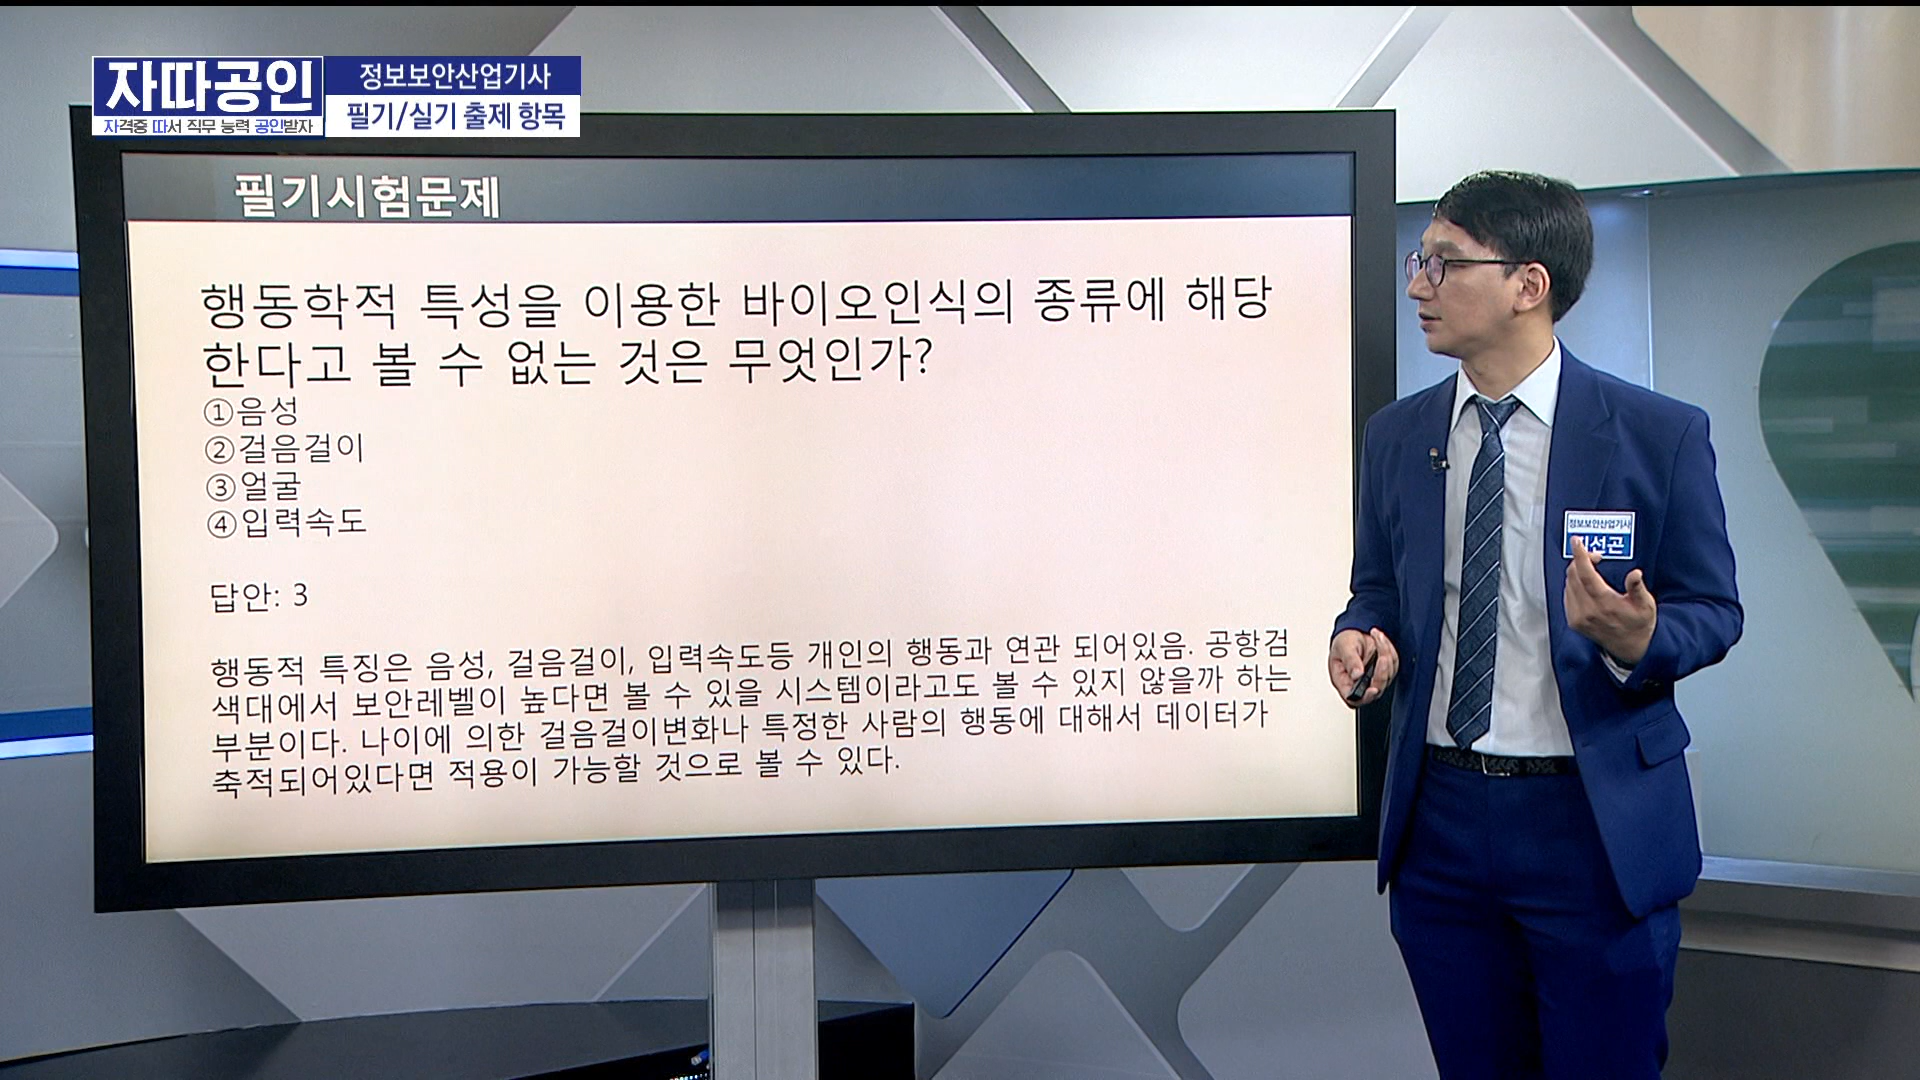 자따공인
자격증 따서 직무 능력 공인받자
정보보안산업기사
필기/실기 출제 항목
필기시험문제
행동학적 특성을 이용한 바이오인식의 종류에 해당
한다고 볼 수 없는 것은 무엇인가?
①음성
②걸음걸이
③얼굴
④입력속도
답안: 3
행동적 특징은 음성, 걸음걸이, 입력속도등 개인의 행동과 연관 되어있음. 공항검
색대에서 보안레벨이 높다면 볼 수 있을 시스템이라고도 볼 수 있지 않을까 하는
부분이다. 나이에 의한 걸음걸이변화나 특정한 사람의 행동에 대해서 데이터가
축적되어있다면 적용이 가능할 것으로 볼 수 있다.
정보보안산업기사